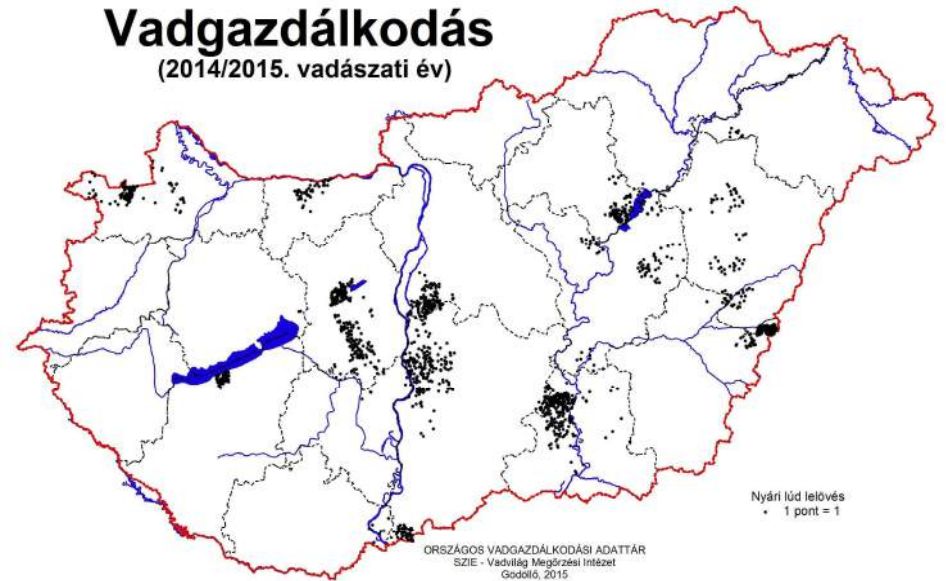 Vadgazdálkodás
(2014/2015. vadászati év)
Nyári lúd lelövés
1 pont = 1
ORSZÁGOS VADGAZDÁLKODÁSI ADATTÁR
SZIE - Vadvilág Megőrzési Intézet
Gödöllő, 2015